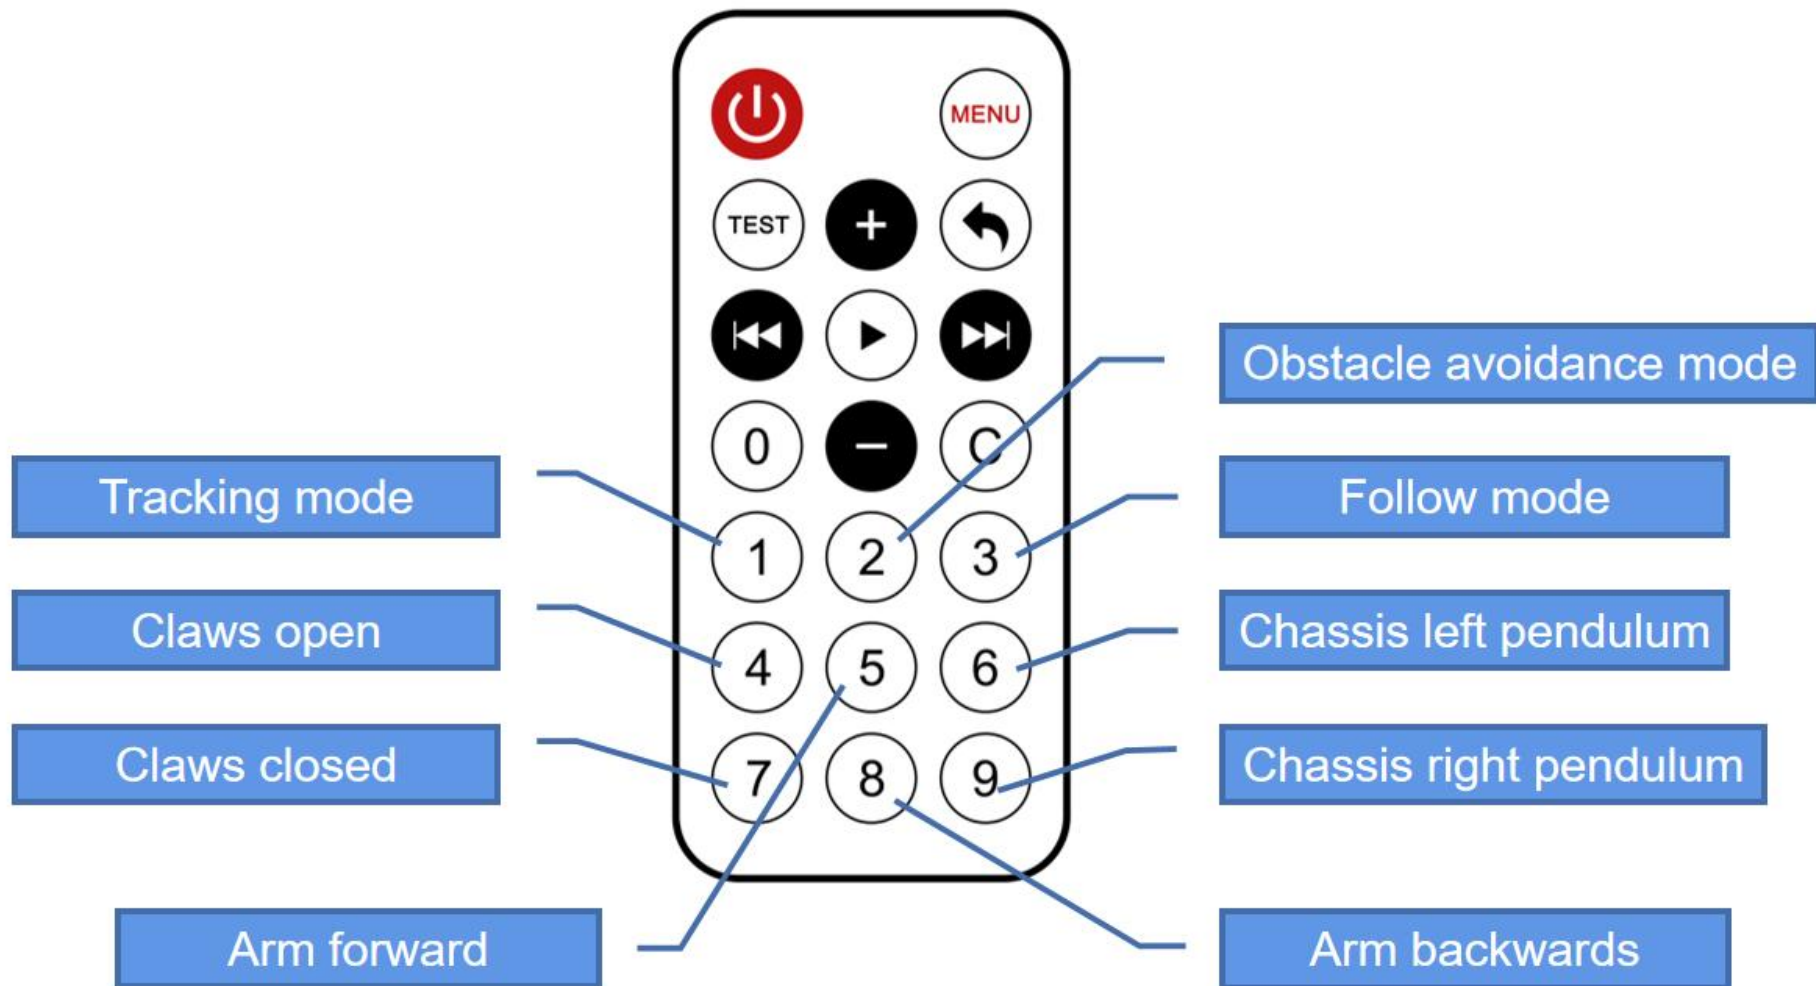 MENU
TEST
+
Obstacle avoidance mode
0
−
C
Tracking mode
Follow mode
1
2
3
Claws open
Chassis left pendulum
4
5
6
Claws closed
Chassis right pendulum
7
8
9
Arm forward
Arm backwards